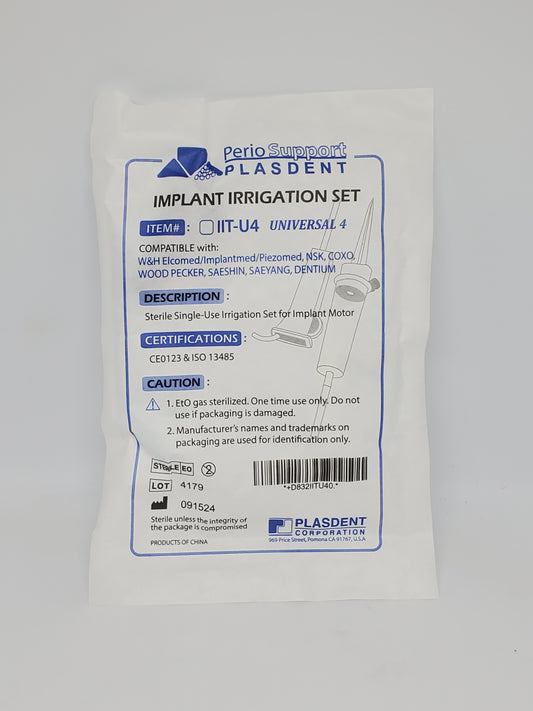 Perio Support
PLASDENT
IMPLANT IRRIGATION SET
ITEM# : IIT-U4 UNIVERSAL 4
COMPATIBLE with:
W&H Elcomed/Implantmed/Piezomed, NSK, COXO,
WOOD PECKER, SAESHIN, SAEYANG, DENTIUM
DESCRIPTION :
Sterile Single-Use Irrigation Set for Implant Motor
CERTIFICATIONS :
CE0123 & ISO 13485
CAUTION :
1. EtO gas sterilized. One time use only. Do not
use if packaging is damaged.
2. Manufacturer's names and trademarks on
packaging are used for identification only.
STERILE EO
LOT 4179
091524
*+D832IITU40.*
Sterile unless the integrity of
the package is compromised
PRODUCTS OF CHINA
PLASDENT
CORPORATION
969 Price Street, Pomona CA 91767, U.S.A